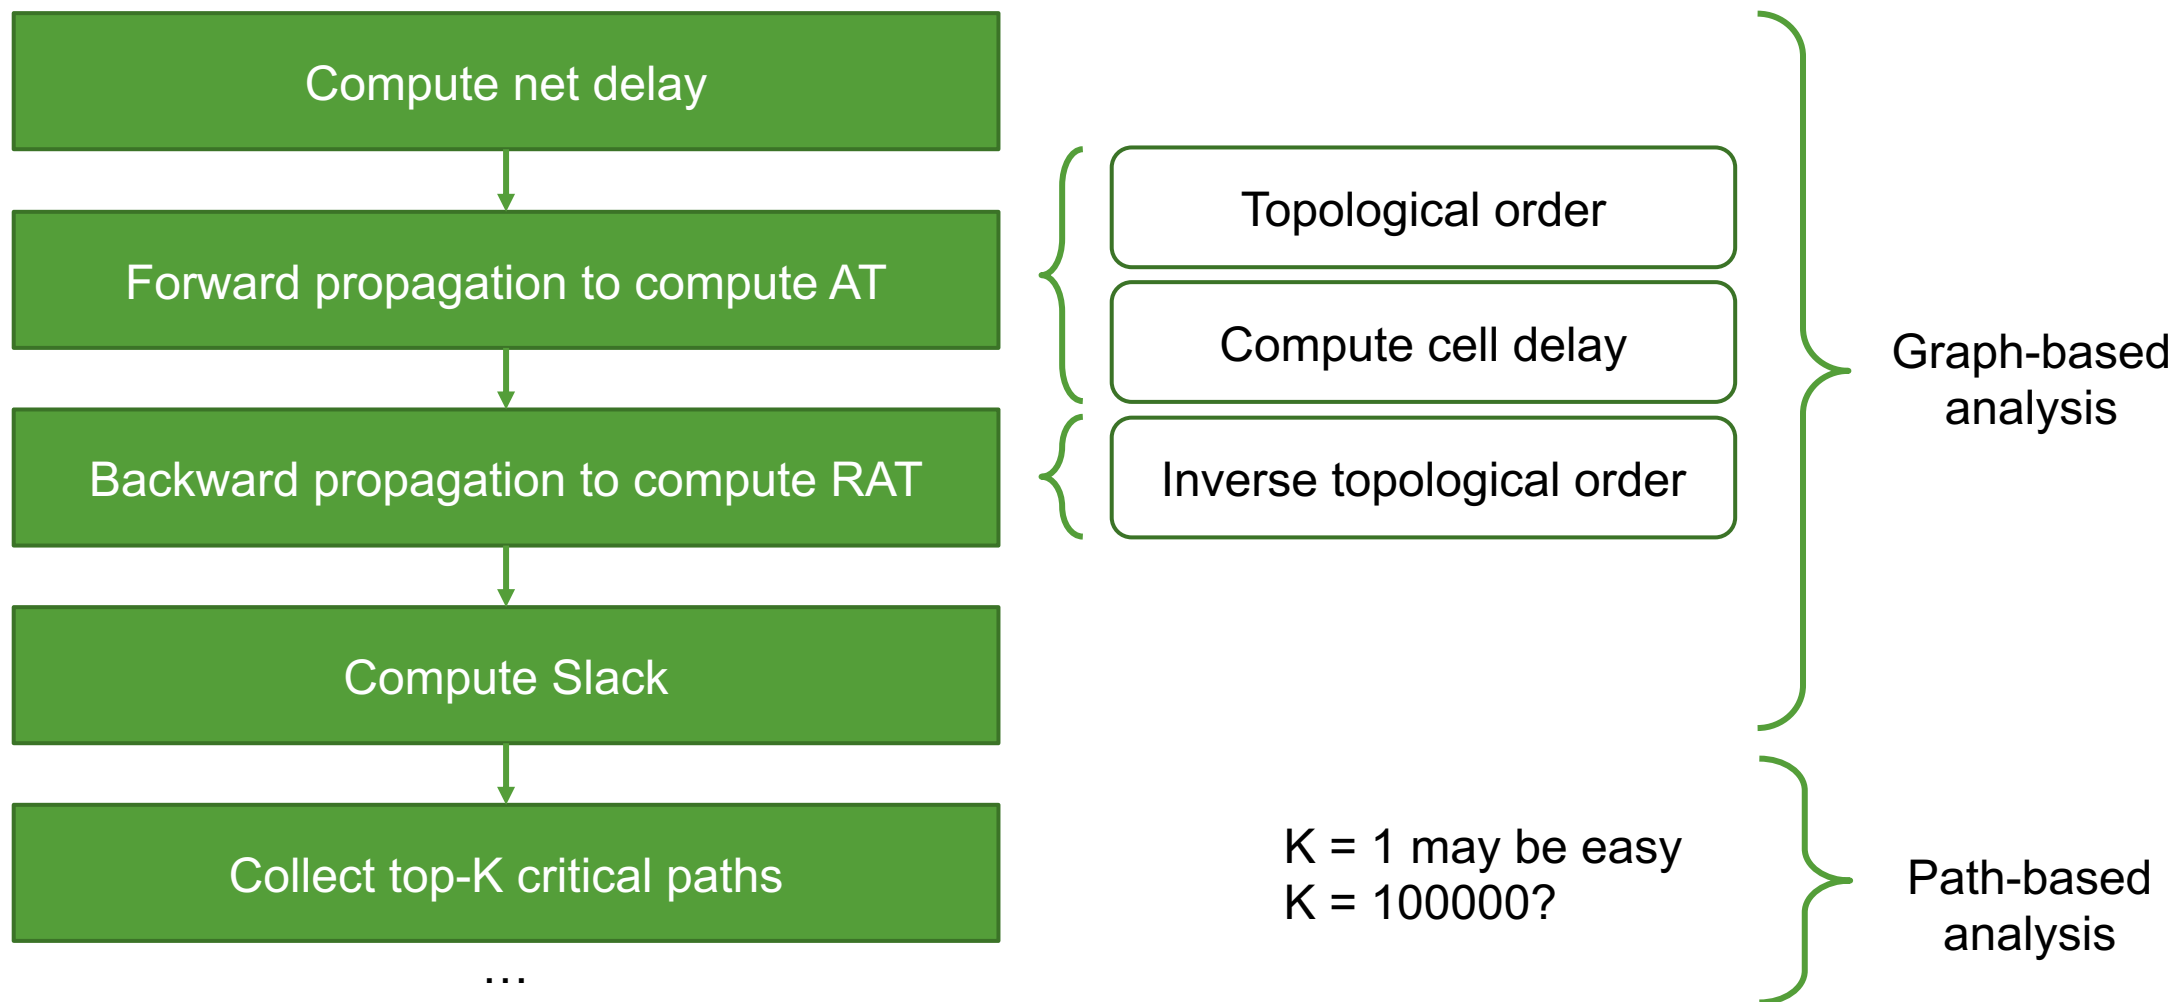 Compute net delay
Forward propagation to compute AT
Topological order
Compute cell delay
Backward propagation to compute RAT
Inverse topological order
Graph-based
analysis
Compute Slack
Collect top-K critical paths
K = 1 may be easy
K = 100000?
Path-based
analysis
...